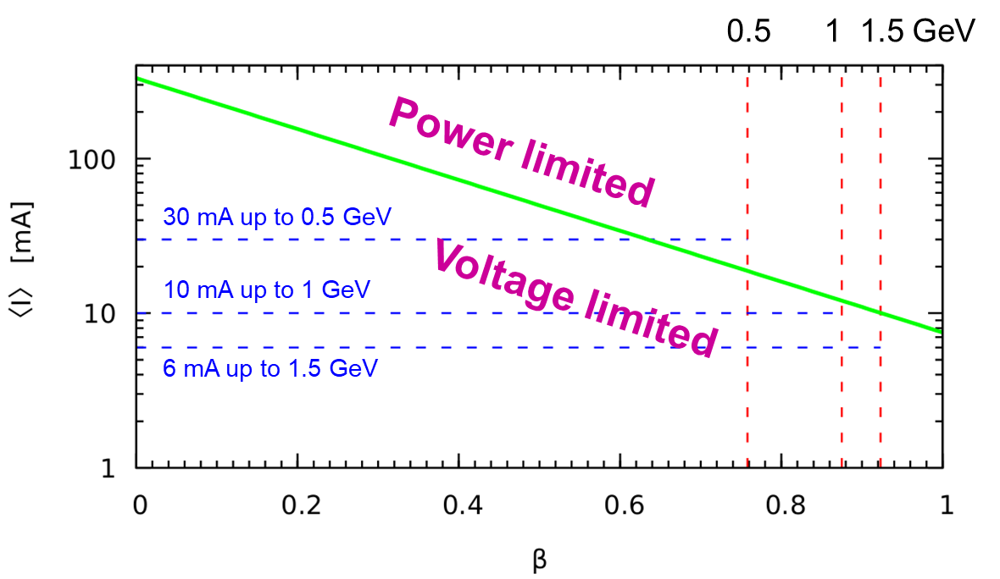 0.5 1 1.5 GeV
Power limited
100
30 mA up to 0.5 GeV
⟨I⟩ [mA]
Voltage limited
10 mA up to 1 GeV
10
6 mA up to 1.5 GeV
1
0 0.2 0.4 0.6 0.8 1
β